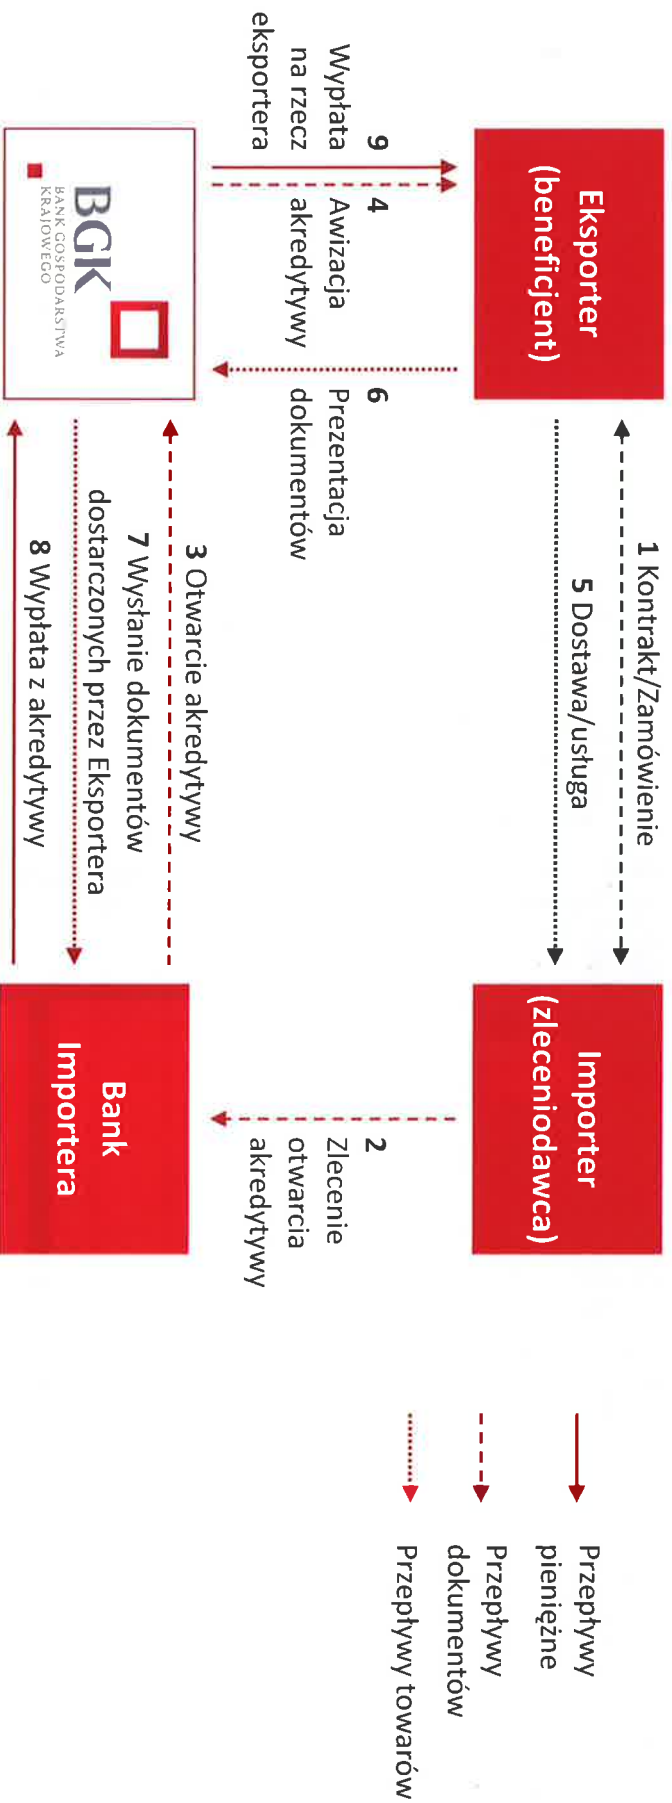 Eksporter
(beneficjent)
1 Kontrakt/Zamówienie
5 Dostawa/usługa
Importer
(zleceniodawca)
9
Wypłata
na rzecz
eksportera
4
Awizacja
akredytywy
6
Prezentacja
dokumentów
2
Zlecenie
otwarcia
akredytywy
BGK
BANK GOSPODARSTWA
KRAJOWEGO
3 Otwarcie akredytywy
7 Wysłanie dokumentów
dostarczonych przez Eksportera
8 Wypłata z akredytywy
Bank
Importera
Przepływy
pieniężne
Przepływy
dokumentów
Przepływy towarów